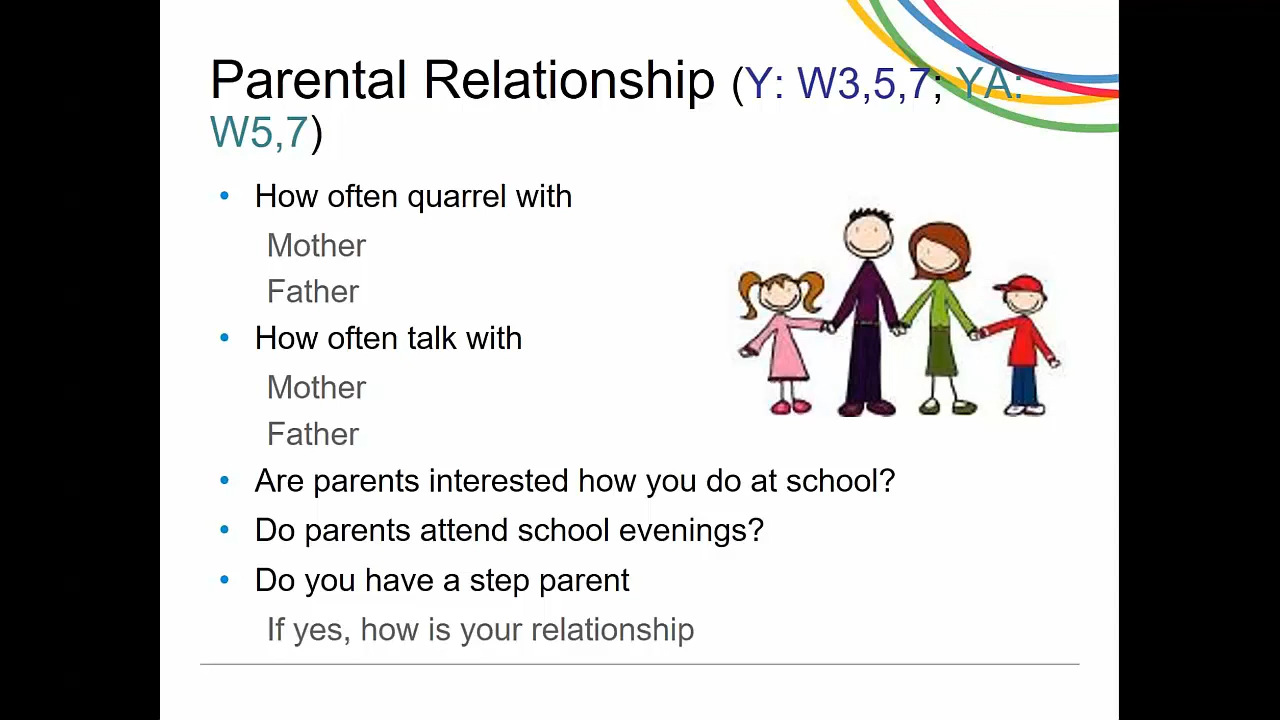 Parental Relationship (Y: W3,5,7; YA:
W5,7)
• How often quarrel with
Mother
Father
• How often talk with
Mother
Father
• Are parents interested how you do at school?
• Do parents attend school evenings?
• Do you have a step parent
If yes, how is your relationship